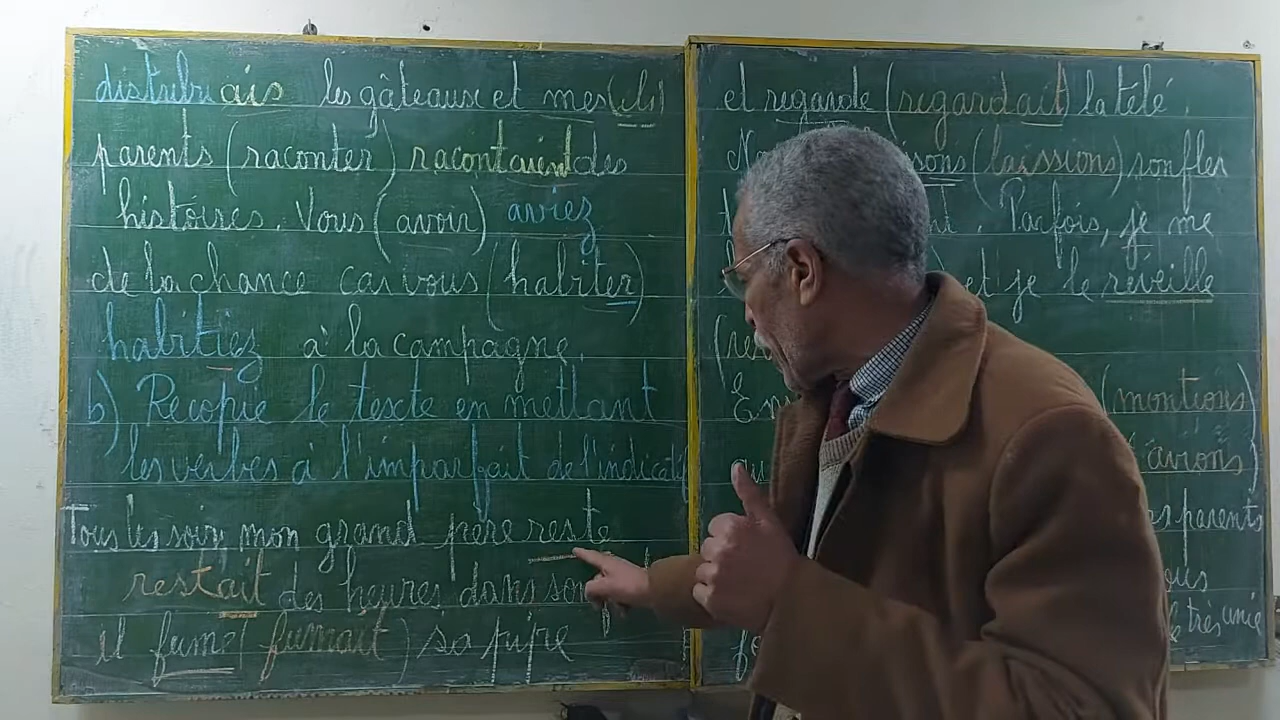 distribuais les gâteaux et mes (ils)
parents (raconter) racontaient des
histoires. Vous (avoir) aviez
de la chance car vous (habiter)
habitiez à la campagne.
b) Recopie le texte en mettant
les verbes à l'imparfait de l'indicatif
Tous les soirs mon grand père reste
restait des heures dans son
il fume (fumait) sa pipe
et regarde (regardait) la télé.
(laissions) ronfler
Parfois, je me
et je le réveille
(montions)
avions)
parents
très unie